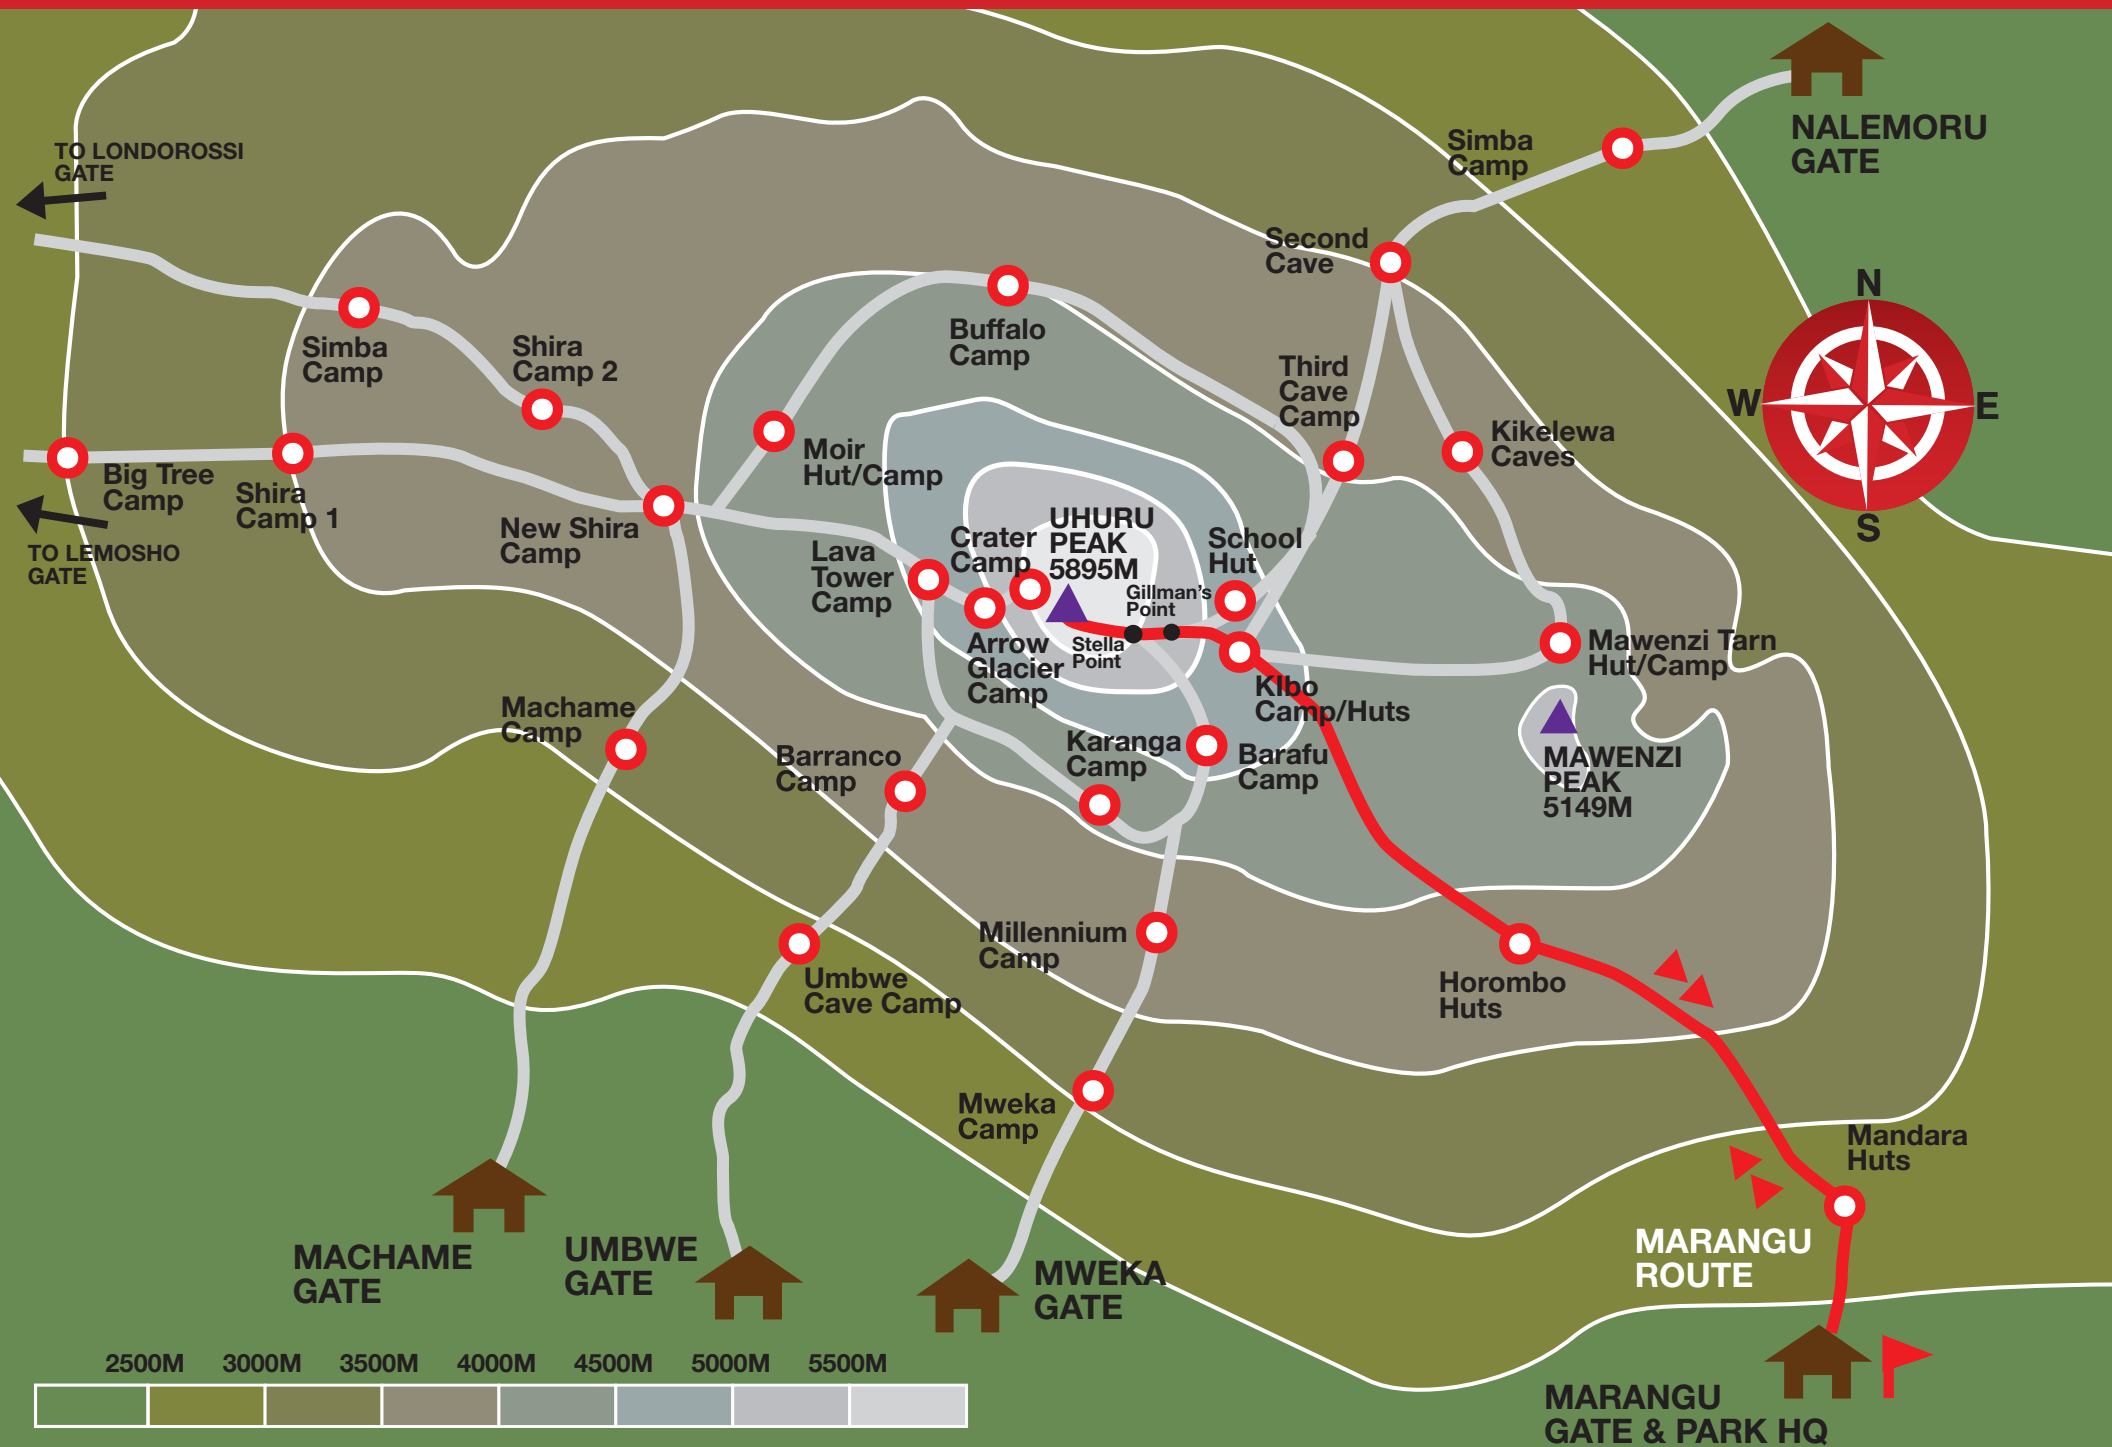 NALEMORU
GATE
Simba
Camp
TO LONDOROSSI
GATE
Second
Cave
N
W
E
S
Simba
Camp
Shira
Camp 2
Buffalo
Camp
Third
Cave
Camp
Kikelewa
Caves
Moir
Hut/Camp
Big Tree
Camp
Shira
Camp 1
New Shira
Camp
TO LEMOSHO
GATE
Lava
Tower
Camp
Crater
Camp
UHURU
PEAK
5895M
School
Hut
Gillman's
Point
Stella
Point
Arrow
Glacier
Camp
Mawenzi Tarn
Hut/Camp
KIbo
Camp/Huts
Machame
Camp
Barranco
Camp
Karanga
Camp
Barafu
Camp
MAWENZI
PEAK
5149M
Millennium
Camp
Umbwe
Cave Camp
Horombo
Huts
Mweka
Camp
Mandara
Huts
MARANGU
ROUTE
MACHAME
GATE
UMBWE
GATE
MWEKA
GATE
MARANGU
GATE & PARK HQ
2500M 3000M 3500M 4000M 4500M 5000M 5500M